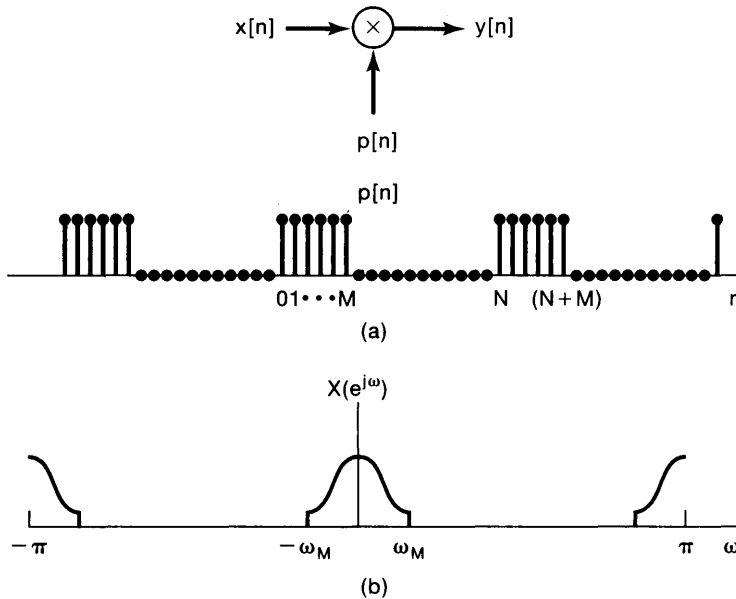 x[n] × y[n]
p[n]
p[n]
01•••M N (N+M) n
(a)
X(e^{jω})
-π -ω_M ω_M π ω
(b)